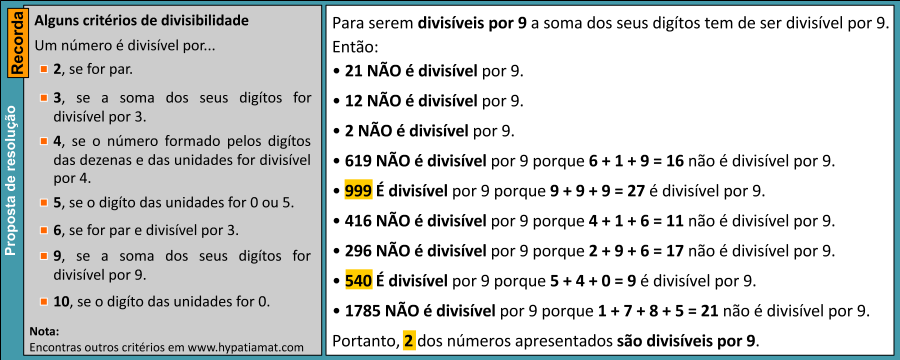 Recorda
Proposta de resolução
Alguns critérios de divisibilidade
Um número é divisível por...
2, se for par.
3, se a soma dos seus digítos for
divisível por 3.
4, se o número formado pelos digítos
das dezenas e das unidades for divisível
por 4.
5, se o digíto das unidades for 0 ou 5.
6, se for par e divisível por 3.
9, se a soma dos seus digítos for
divisível por 9.
10, se o digíto das unidades for 0.
Nota:
Encontras outros critérios em www.hypatiamat.com
Para serem divisíveis por 9 a soma dos seus digítos tem de ser divisível por 9.
Então:
• 21 NÃO é divisível por 9.
• 12 NÃO é divisível por 9.
• 2 NÃO é divisível por 9.
• 619 NÃO é divisível por 9 porque 6 + 1 + 9 = 16 não é divisível por 9.
• 999 É divisível por 9 porque 9 + 9 + 9 = 27 é divisível por 9.
• 416 NÃO é divisível por 9 porque 4 + 1 + 6 = 11 não é divisível por 9.
• 296 NÃO é divisível por 9 porque 2 + 9 + 6 = 17 não é divisível por 9.
• 540 É divisível por 9 porque 5 + 4 + 0 = 9 é divisível por 9.
• 1785 NÃO é divisível por 9 porque 1 + 7 + 8 + 5 = 21 não é divisível por 9.
Portanto, 2 dos números apresentados são divisíveis por 9.